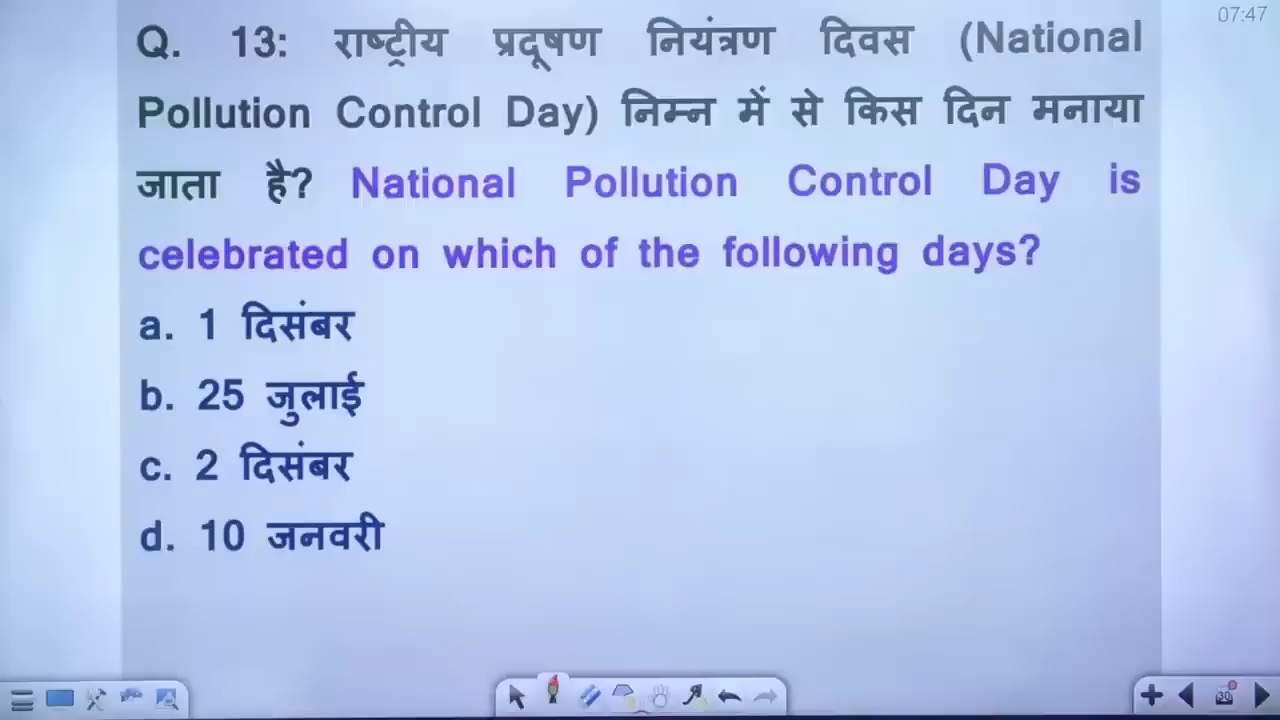 07:47
Q. 13: राष्ट्रीय प्रदूषण नियंत्रण दिवस (National
Pollution Control Day) निम्न में से किस दिन मनाया
जाता है? National Pollution Control Day is
celebrated on which of the following days?
a. 1 दिसंबर
b. 25 जुलाई
c. 2 दिसंबर
d. 10 जनवरी
30